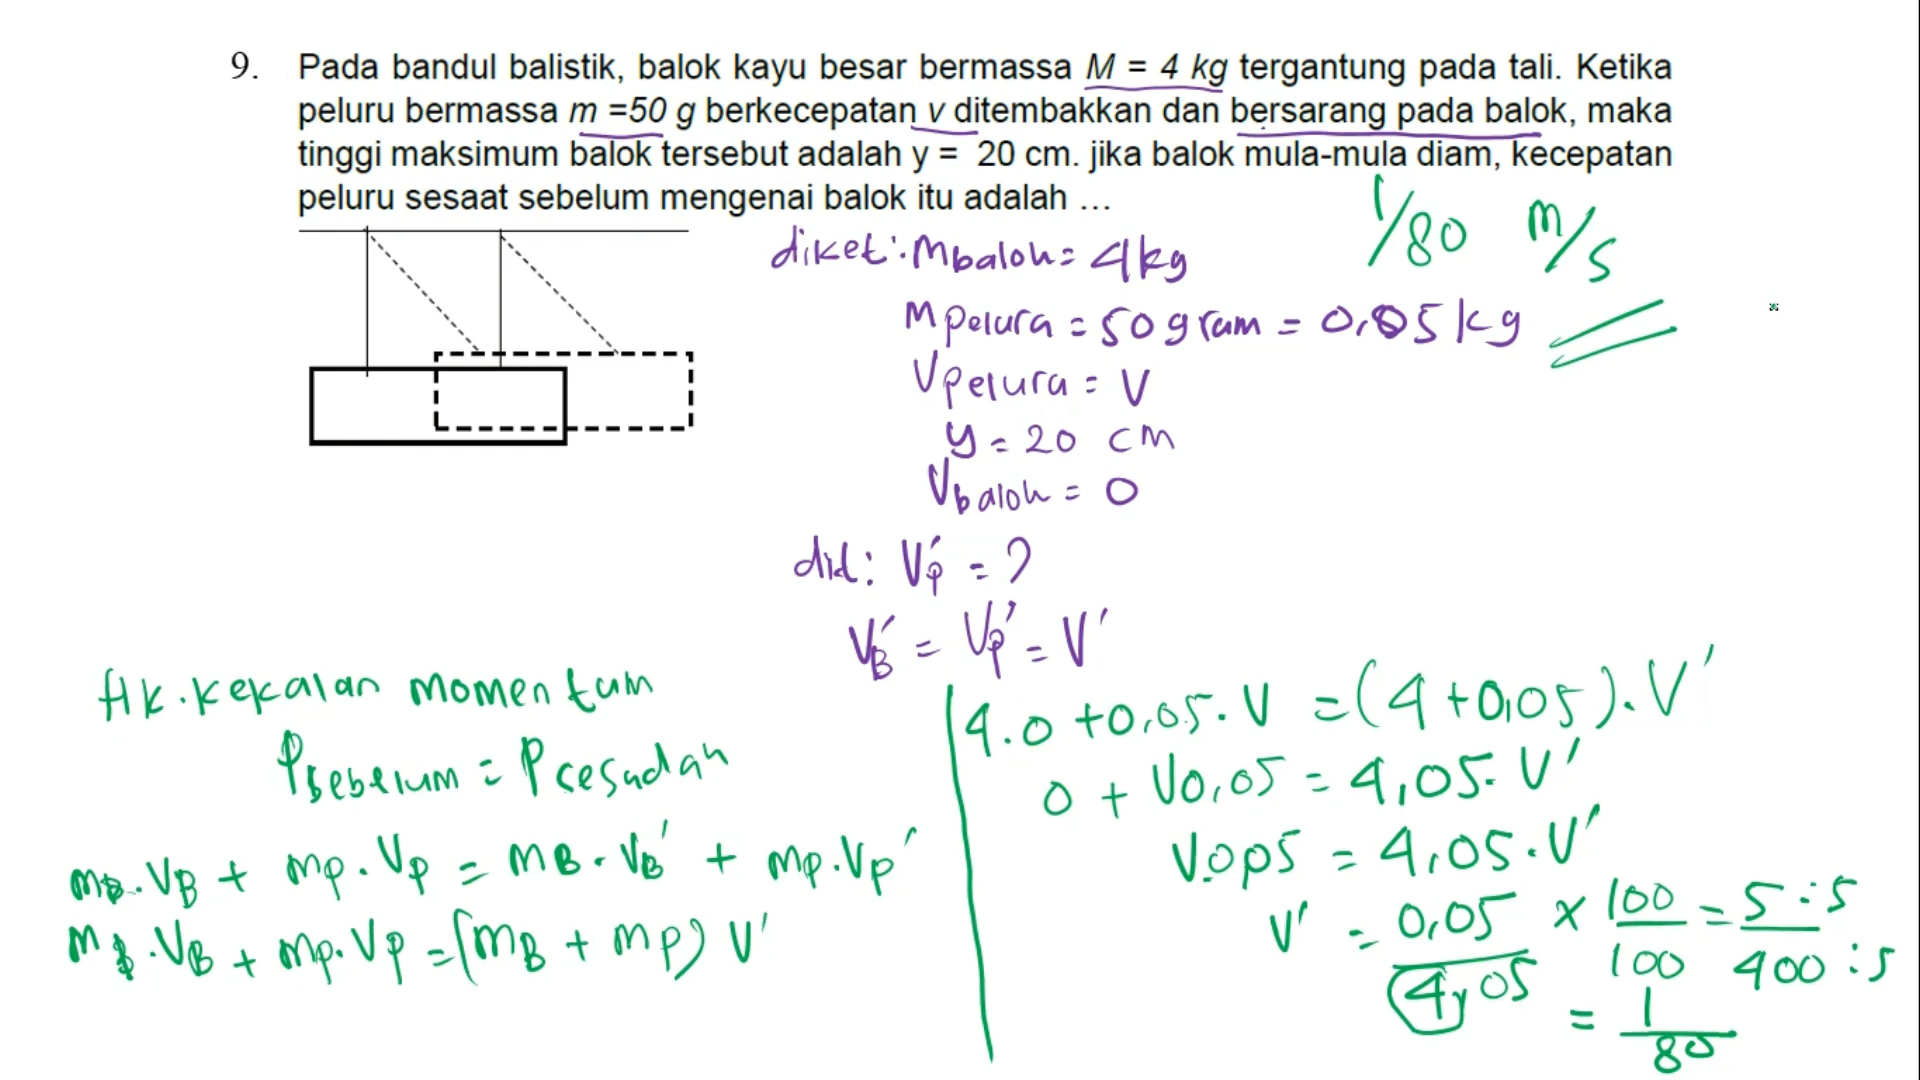 9. Pada bandul balistik, balok kayu besar bermassa M = 4 kg tergantung pada tali. Ketika
peluru bermassa m =50 g berkecepatan v ditembakkan dan bersarang pada balok, maka
tinggi maksimum balok tersebut adalah y = 20 cm. jika balok mula-mula diam, kecepatan
peluru sesaat sebelum mengenai balok itu adalah ...
1/80 m/s
diket: Mbalok = 4kg
Mpelura = 50 gram = 0,05 kg
Vpelura = V
y = 20 cm
Vbalok = 0
dit: Vp' = ?
VB' = Vp' = V'
Hk. kekalan momentum
Psebelum = Psesudah
mB.VB + mp.Vp = mB.VB' + mp.Vp'
mB.VB + mp.Vp = (mB + mp) V'
4.0 + 0,05.V = (4+0,05).V'
0 + V0,05 = 4,05.V'
V.0,05 = 4,05.V'
V' = 0,05/4,05 x 100/100 = 5:5/400:5
= 1/80